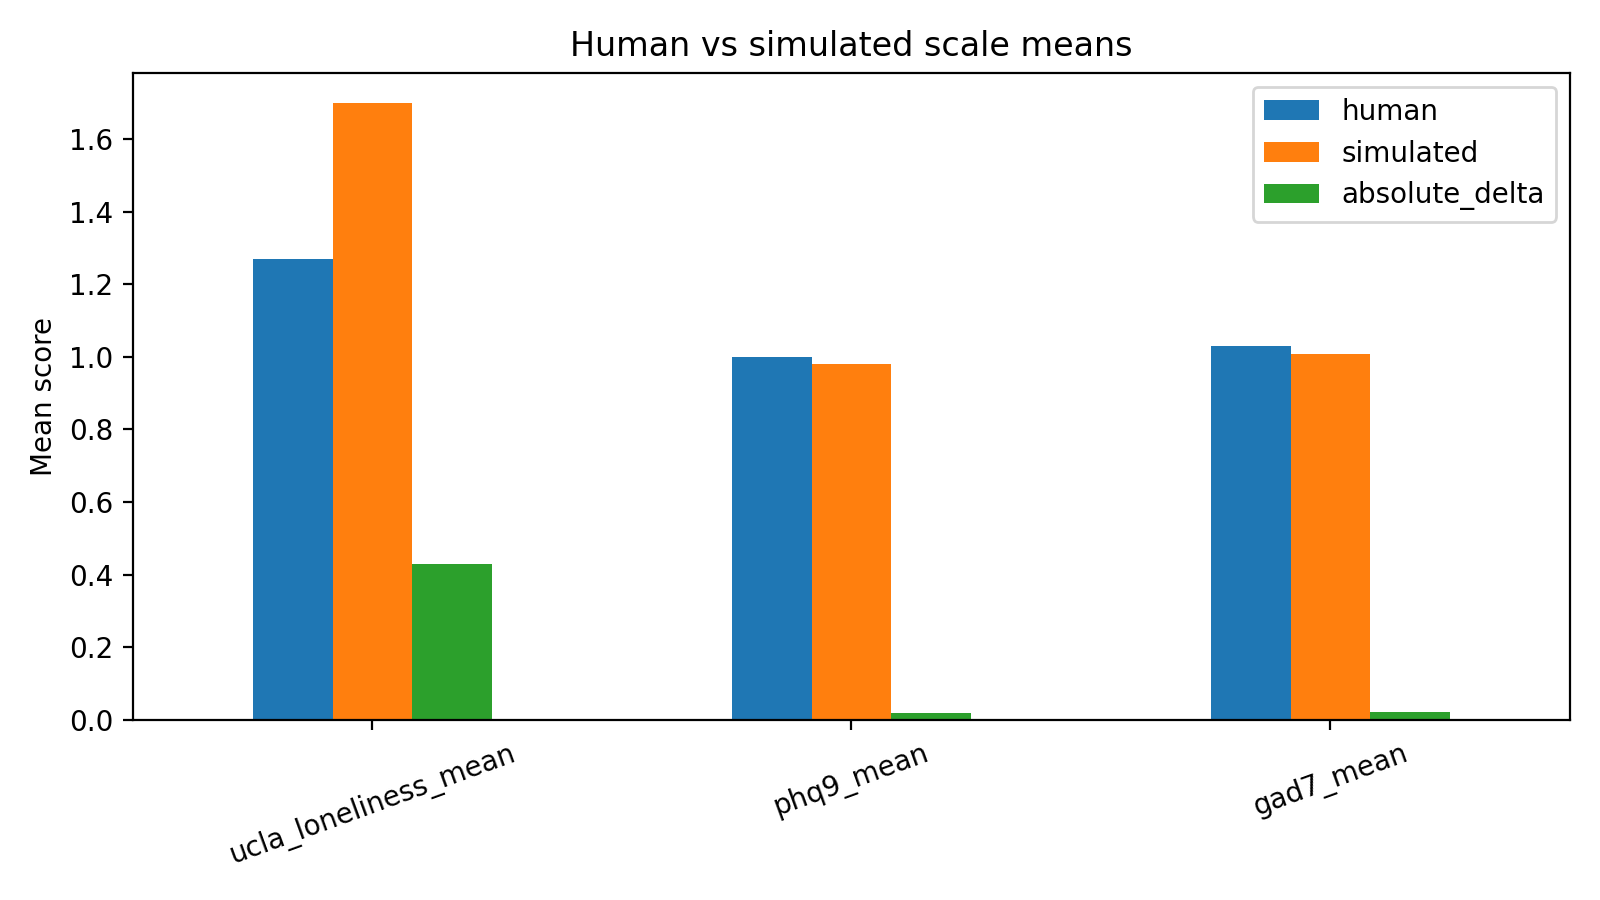 Human vs simulated scale means
human
simulated
absolute_delta
Mean score
1.6
1.4
1.2
1.0
0.8
0.6
0.4
0.2
0.0
ucla_loneliness_mean
phq9_mean
gad7_mean